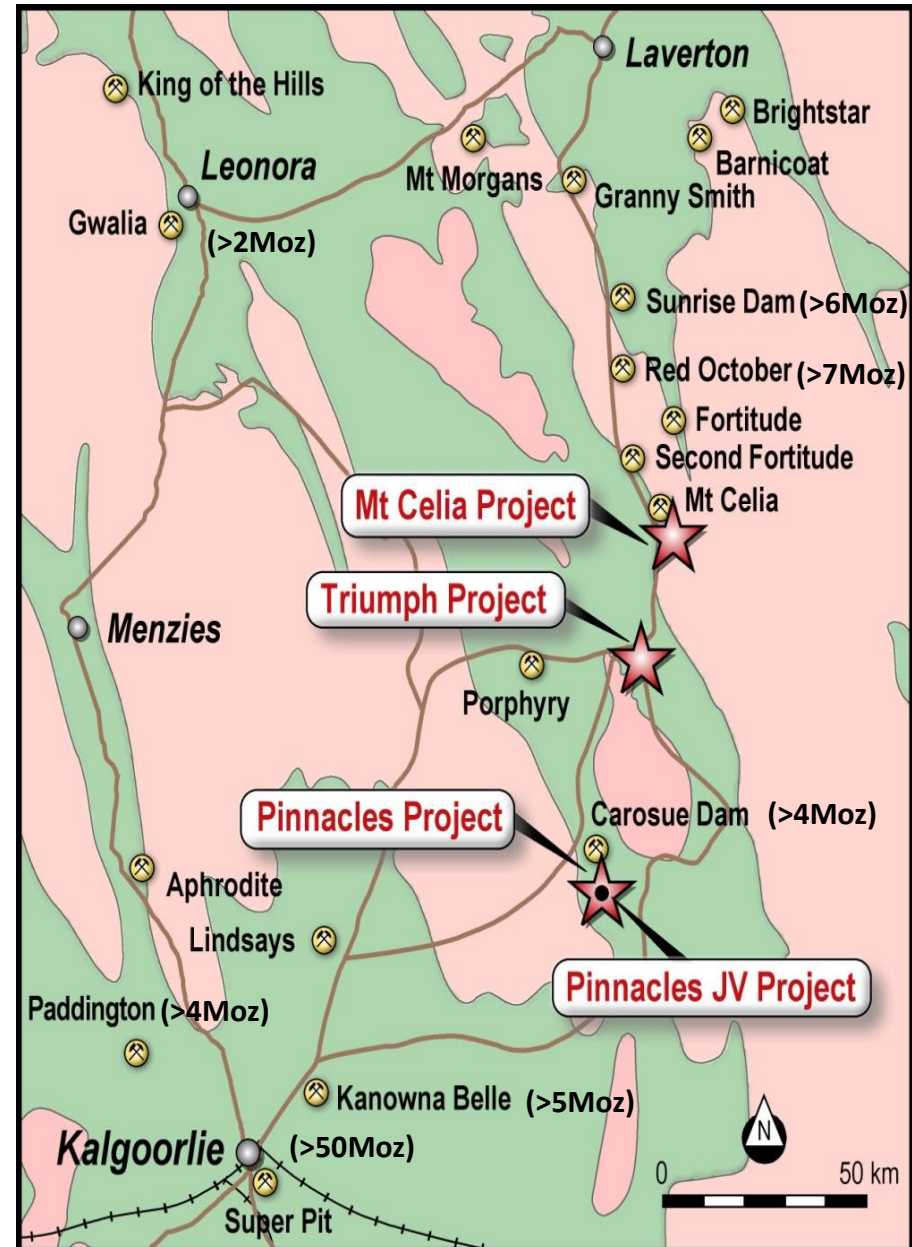 Laverton
King of the Hills
Brightstar
Barnicoat
Mt Morgans
Leonora
Granny Smith
Gwalia
(>2Moz)
Sunrise Dam (>6Moz)
Red October (>7Moz)
Fortitude
Second Fortitude
Mt Celia Project
Mt Celia
Triumph Project
Menzies
Porphyry
Pinnacles Project
Carosue Dam (>4Moz)
Aphrodite
Lindsays
Pinnacles JV Project
Paddington (>4Moz)
Kanowna Belle (>5Moz)
N
Kalgoorlie (>50Moz)
0 50 km
Super Pit